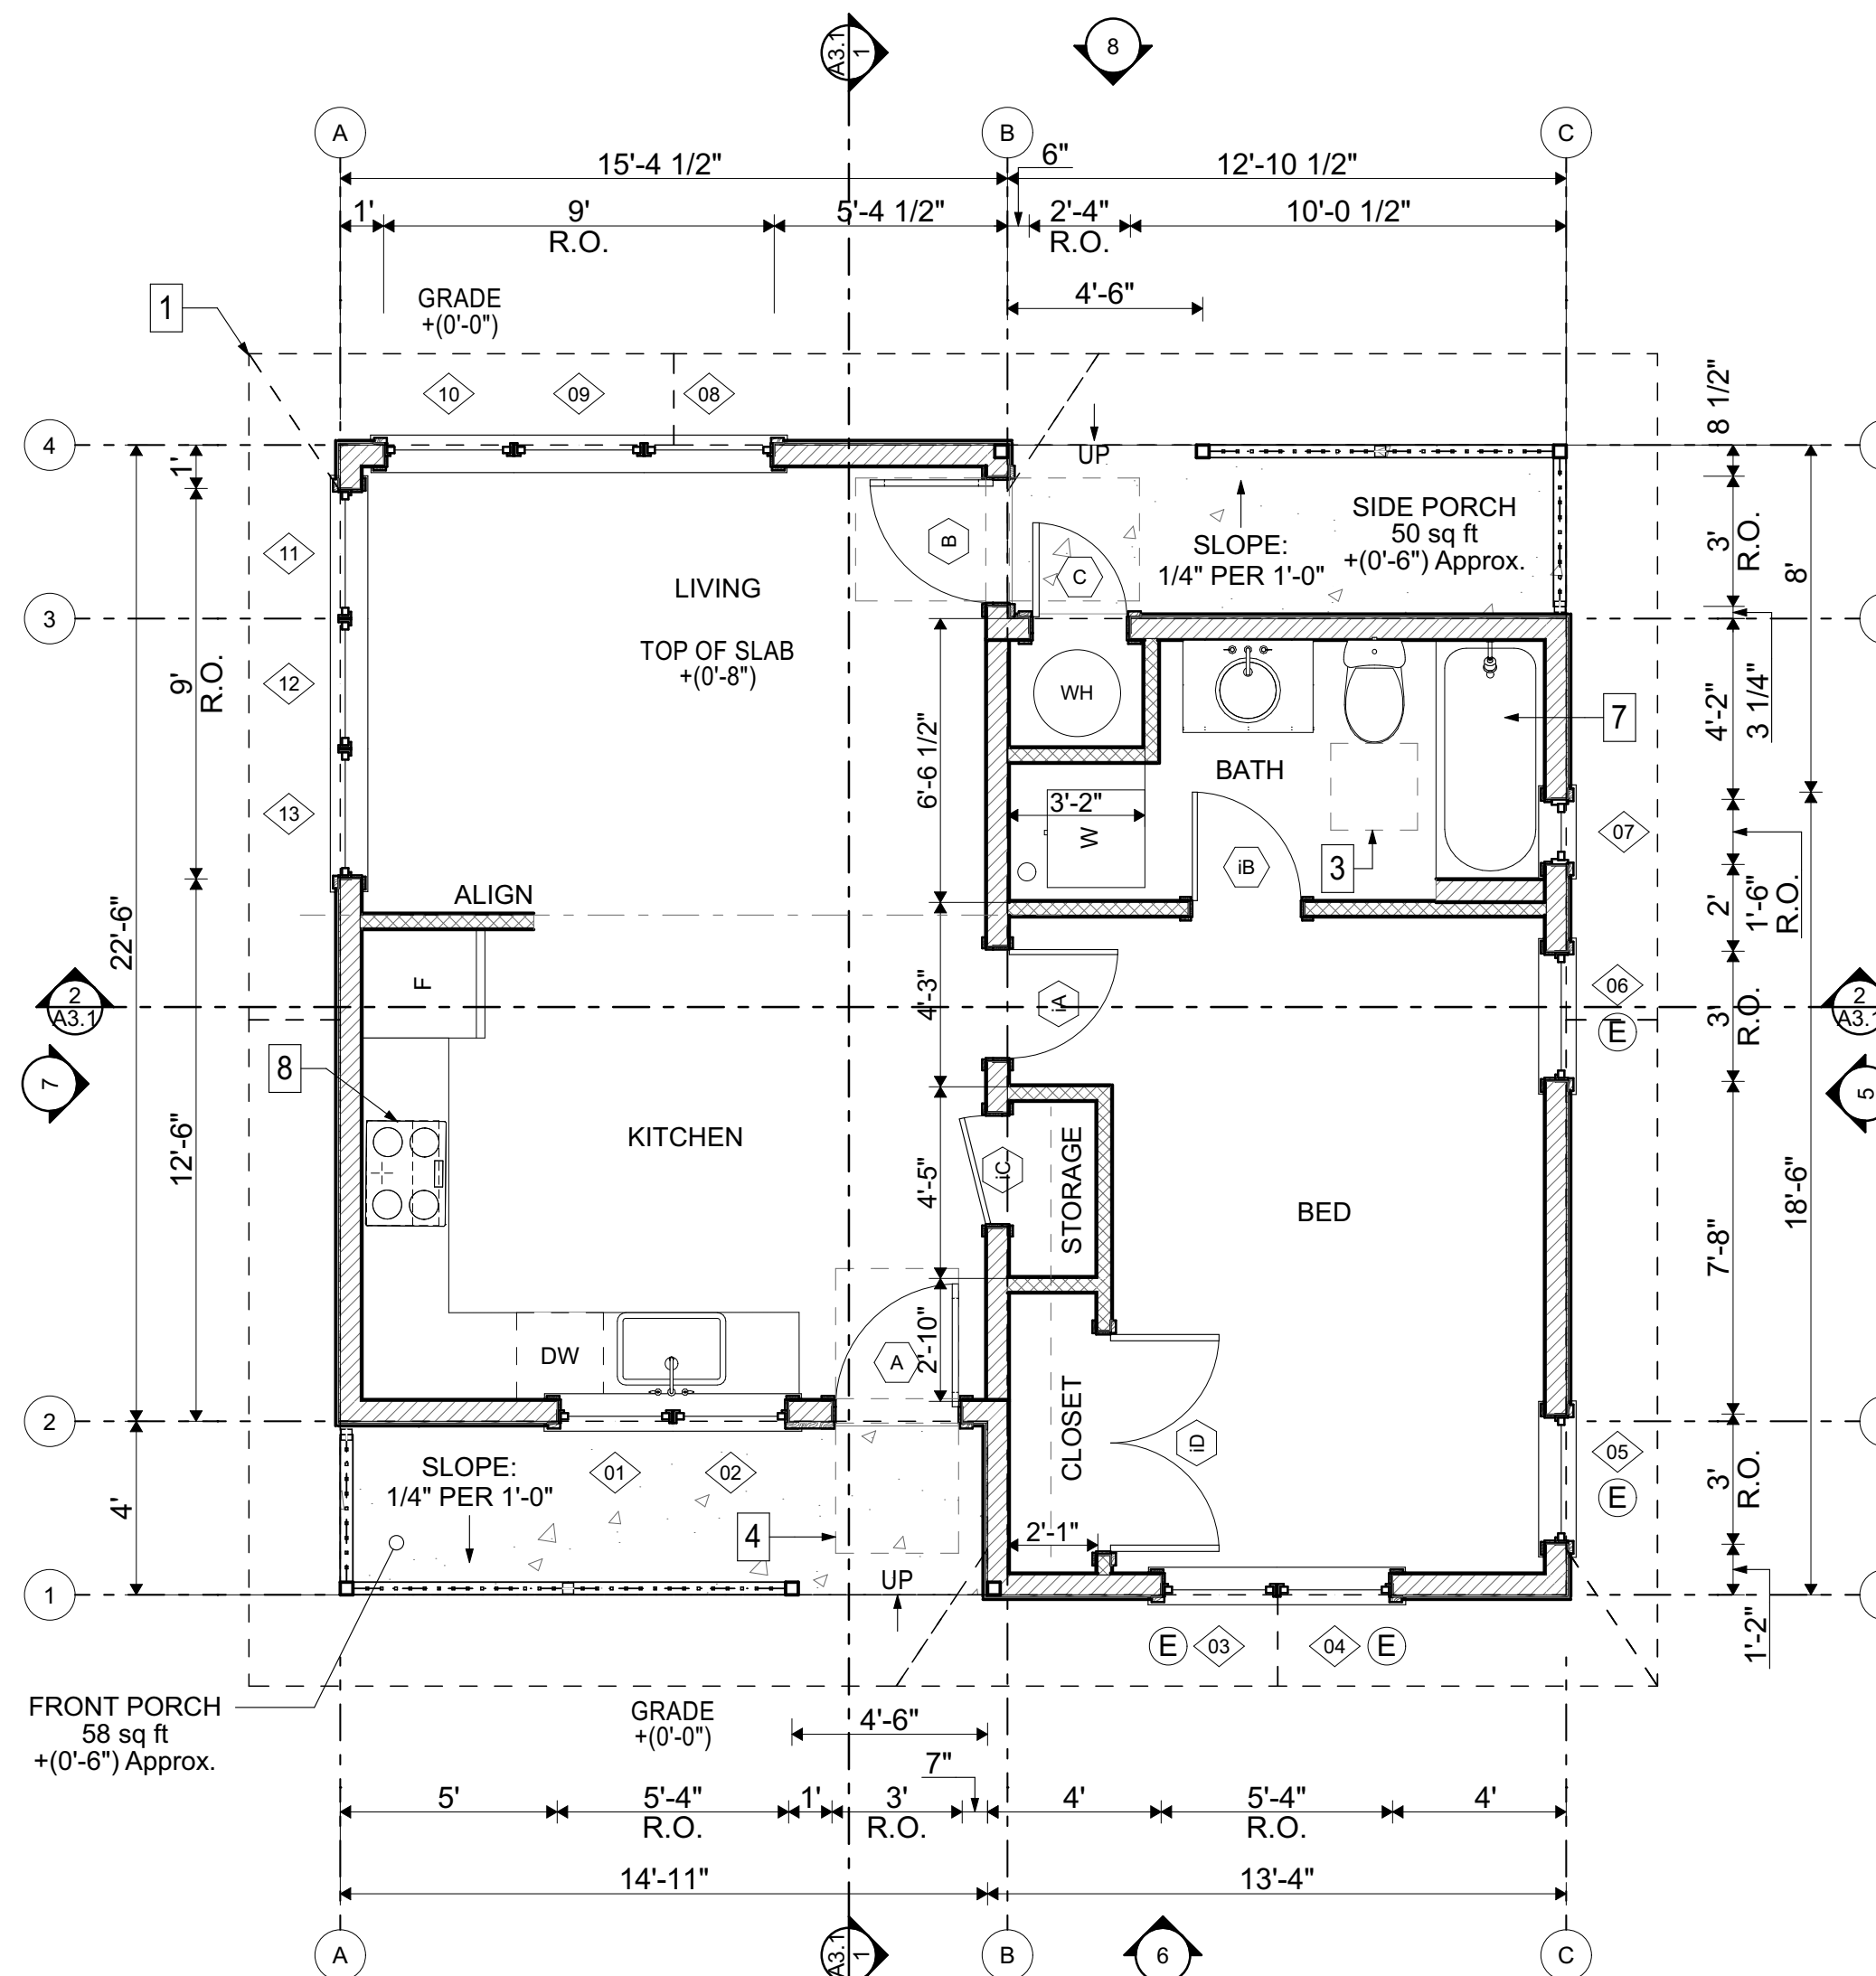 A3.1
1
8
A
B
C
15'-4 1/2"
6"
12'-10 1/2"
1'
9'
R.O.
5'-4 1/2"
2'-4"
R.O.
10'-0 1/2"
4'-6"
1
GRADE
+(0'-0")
10
09
08
8 1/2"
4
1'
UP
SIDE PORCH
50 sq ft
+(0'-6") Approx.
SLOPE:
1/4" PER 1'-0"
3'
R.O.
8'
11
B
C
3
LIVING
TOP OF SLAB
+(0'-8")
9'
R.O.
12
WH
6'-6 1/2"
4'-2"
3 1/4"
7
BATH
13
3'-2"
W
iB
3
07
ALIGN
2'
1'-6"
R.O.
22'-6"
F
4'-3"
iA
06
E
3'
R.O.
2
A3.1
2
A3.1
7
8
5
12'-6"
KITCHEN
4'-5"
iC
STORAGE
BED
7'-8"
18'-6"
DW
A
2'-10"
2
CLOSET
iD
05
E
3'
R.O.
4'
SLOPE:
1/4" PER 1'-0"
01
02
4
2'-1"
1
UP
1'-2"
E
03
04
E
FRONT PORCH
58 sq ft
+(0'-6") Approx.
GRADE
+(0'-0")
4'-6"
7"
5'
5'-4"
R.O.
1'
3'
R.O.
4'
5'-4"
R.O.
4'
14'-11"
13'-4"
A
A3.1
1
B
6
C